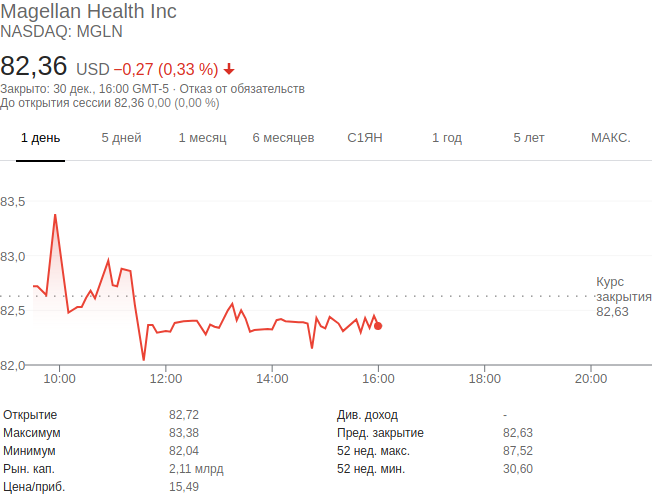 Magellan Health Inc
NASDAQ: MGLN
82,36 USD −0,27 (0,33 %)
Закрыто: 30 дек., 16:00 GMT-5 · Отказ от обязательств
До открытия сессии 82,36 0,00 (0,00 %)
1 день 5 дней 1 месяц 6 месяцев С1ЯН 1 год 5 лет МАКС.
83,5
83,0
Курс
закрытия
82,63
82,5
82,0
10:00 12:00 14:00 16:00 18:00 20:00
Открытие 82,72 Див. доход -
Максимум 83,38 Пред. закрытие 82,63
Минимум 82,04 52 нед. макс. 87,52
Рын. кап. 2,11 млрд 52 нед. мин. 30,60
Цена/приб. 15,49